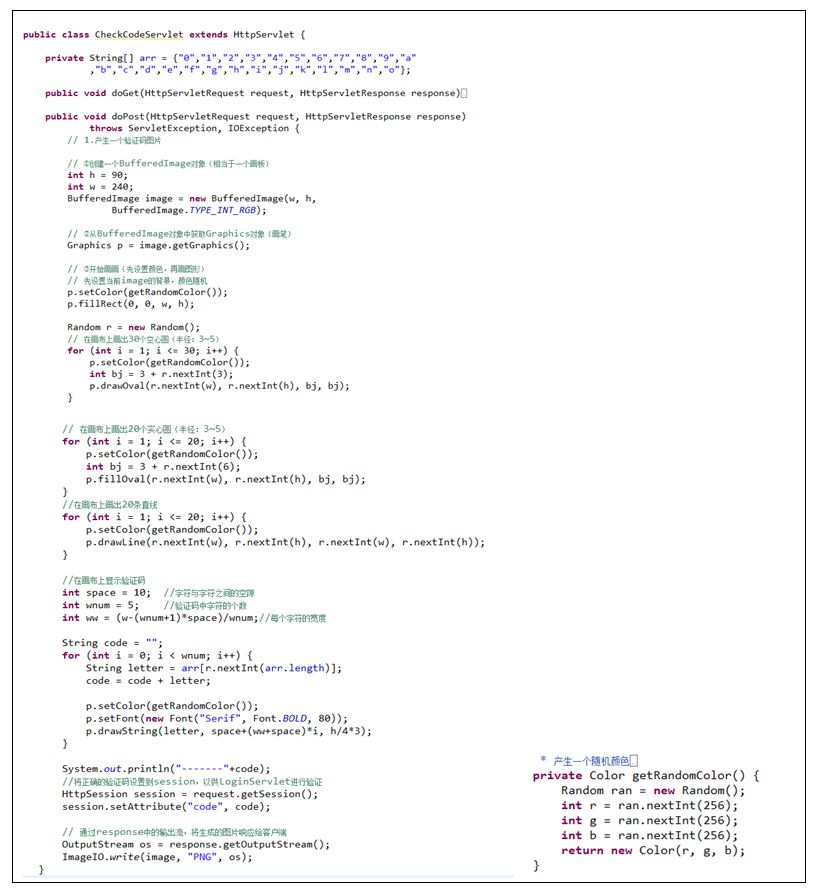 public class CheckCodeServlet extends HttpServlet {
private String[] arr = {"0","1","2","3","4","5","6","7","8","9","a"
,"b","c","d","e","f","g","h","i","j","k","l","m","n","o"};
public void doGet(HttpServletRequest request, HttpServletResponse response)
public void doPost(HttpServletRequest request, HttpServletResponse response)
throws ServletException, IOException {
// 1.产生一个验证码图片
// ①创建一个BufferedImage对象（相当于一个画板）
int h = 90;
int w = 240;
BufferedImage image = new BufferedImage(w, h,
BufferedImage.TYPE_INT_RGB);
// ②从BufferedImage对象中获取Graphics对象（画笔）
Graphics p = image.getGraphics();
// ③开始画画（先设置颜色，再画图形）
// 先设置当前image的背景，颜色随机
p.setColor(getRandomColor());
p.fillRect(0, 0, w, h);
Random r = new Random();
// 在画布上画出30个空心圆（半径：3~5）
for (int i = 1; i <= 30; i++) {
p.setColor(getRandomColor());
int bj = 3 + r.nextInt(3);
p.drawOval(r.nextInt(w), r.nextInt(h), bj, bj);
}
// 在画布上画出20个实心圆（半径：3~5）
for (int i = 1; i <= 20; i++) {
p.setColor(getRandomColor());
int bj = 3 + r.nextInt(6);
p.fillOval(r.nextInt(w), r.nextInt(h), bj, bj);
}
//在画布上画出20条直线
for (int i = 1; i <= 20; i++) {
p.setColor(getRandomColor());
p.drawLine(r.nextInt(w), r.nextInt(h), r.nextInt(w), r.nextInt(h));
}
//在画布上显示验证码
int space = 10; //字符与字符之间的空隙
int wnum = 5; //验证码中字符的个数
int ww = (w-(wnum+1)*space)/wnum;//每个字符的宽度
String code = "";
for (int i = 0; i < wnum; i++) {
String letter = arr[r.nextInt(arr.length)];
code = code + letter;
p.setColor(getRandomColor());
p.setFont(new Font("Serif", Font.BOLD, 80));
p.drawString(letter, space+(ww+space)*i, h/4*3);
}
System.out.println("-------"+code);
//将正确的验证码设置到session，以供LoginServlet进行验证
HttpSession session = request.getSession();
session.setAttribute("code", code);
// 通过response中的输出流，将生成的图片响应给客户端
OutputStream os = response.getOutputStream();
ImageIO.write(image, "PNG", os);
}
* 产生一个随机颜色
private Color getRandomColor() {
Random ran = new Random();
int r = ran.nextInt(256);
int g = ran.nextInt(256);
int b = ran.nextInt(256);
return new Color(r, g, b);
}